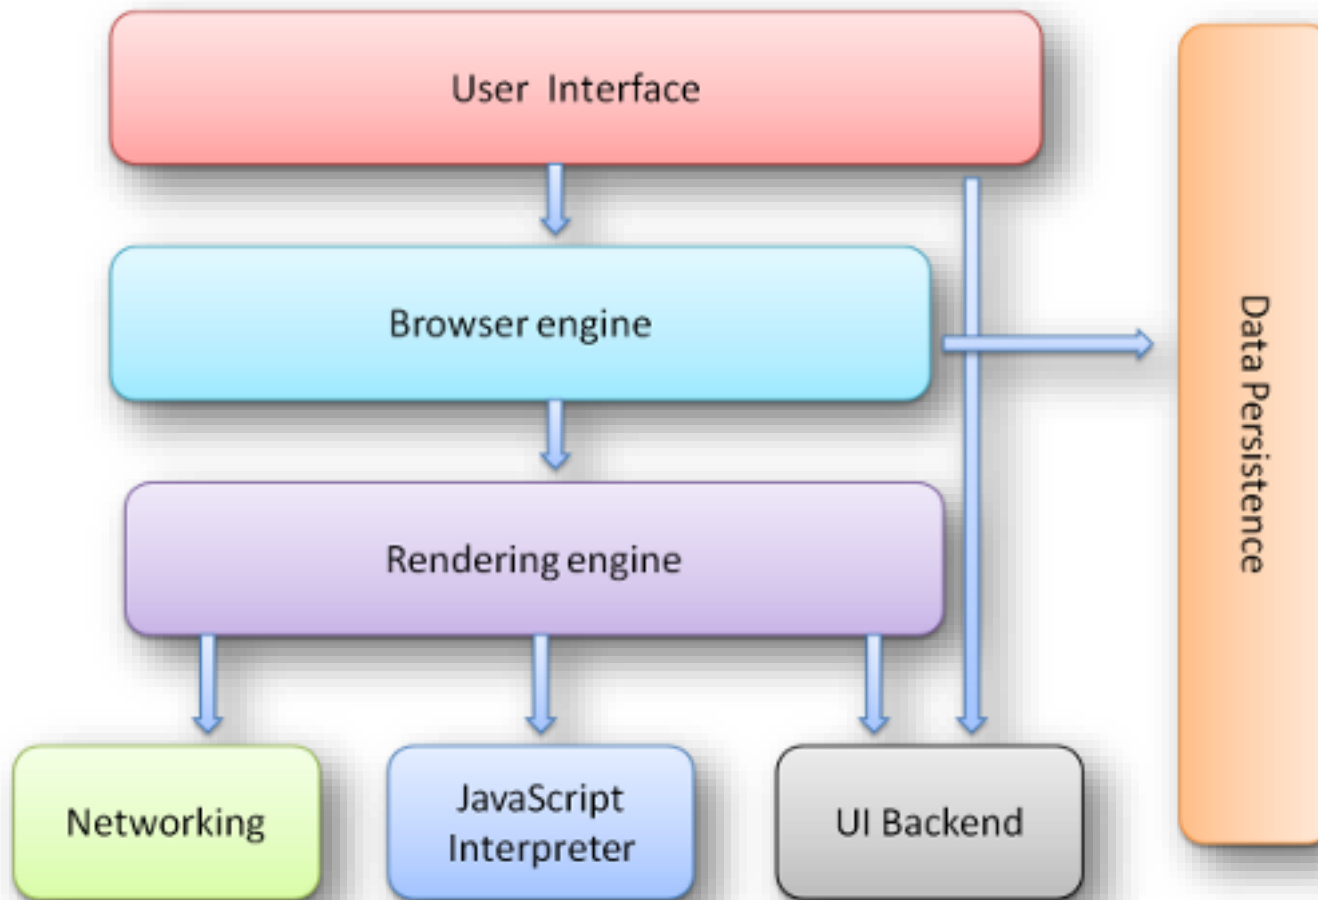 User Interface
Browser engine
Data Persistence
Rendering engine
Networking
JavaScript
Interpreter
UI Backend